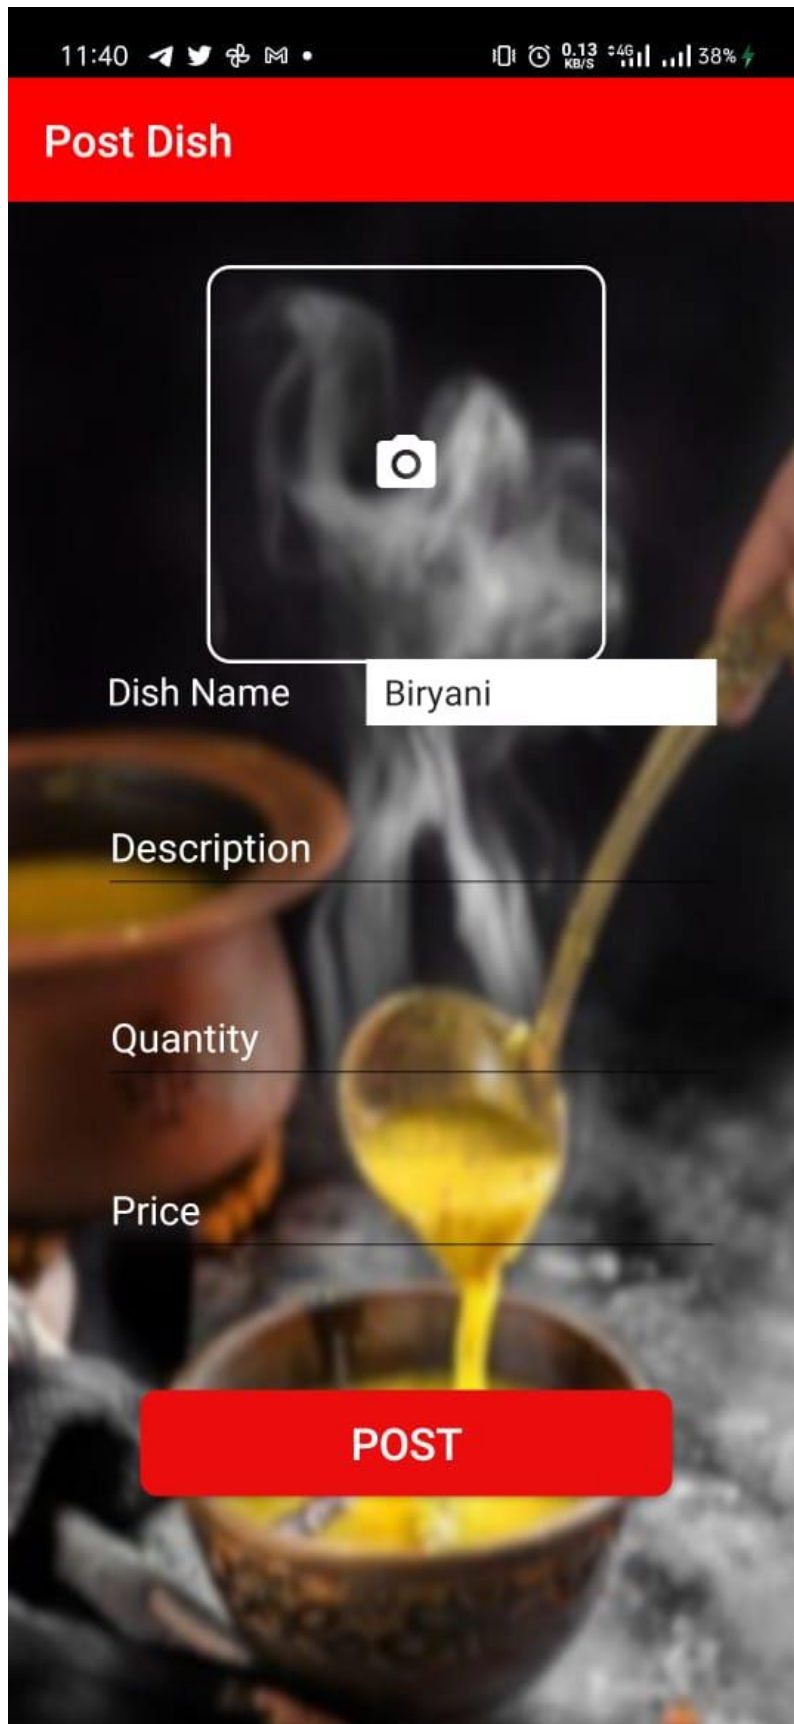 11:40 0.13 KB/S 4G 38%
Post Dish
Dish Name Biryani
Description
Quantity
Price
POST